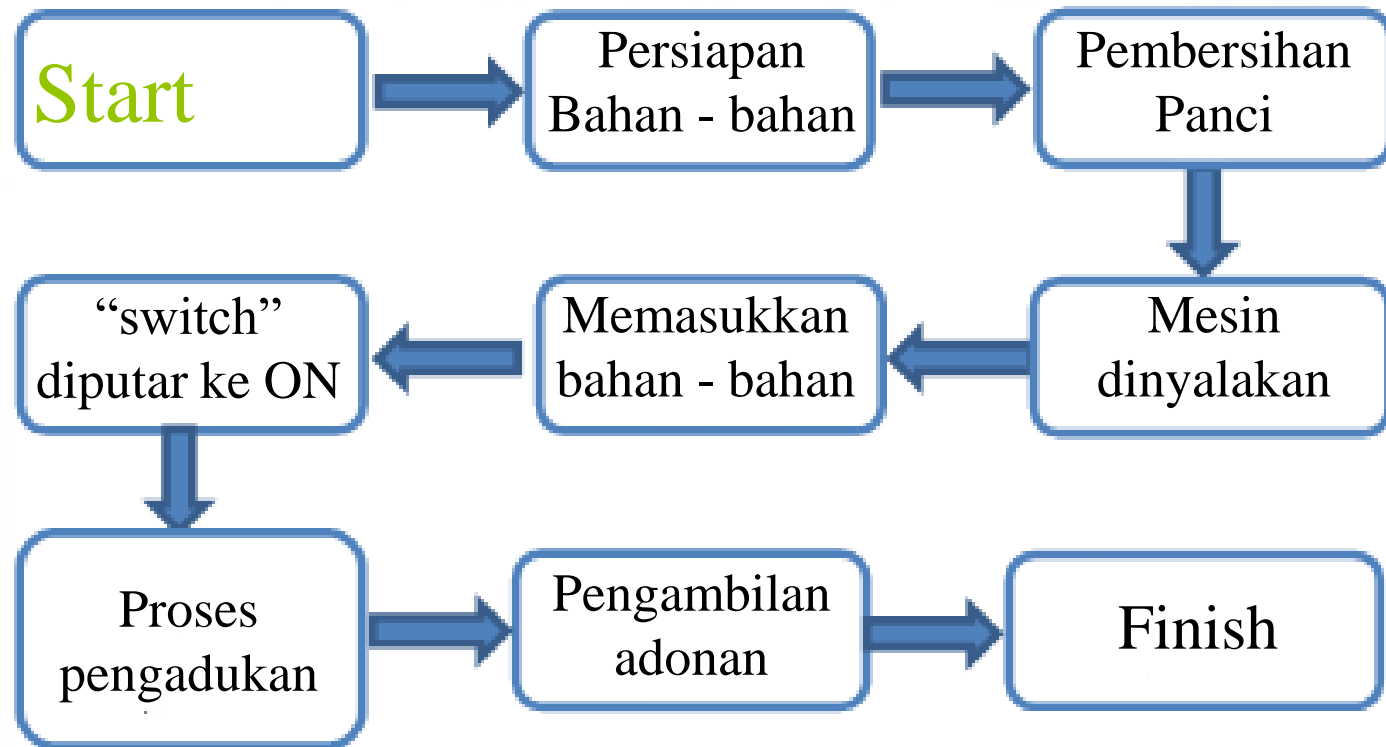 Start
Persiapan
Bahan - bahan
Pembersihan
Panci
Mesin
dinyalakan
Memasukkan
bahan - bahan
“switch”
diputar ke ON
Proses
pengadukan
Pengambilan
adonan
Finish